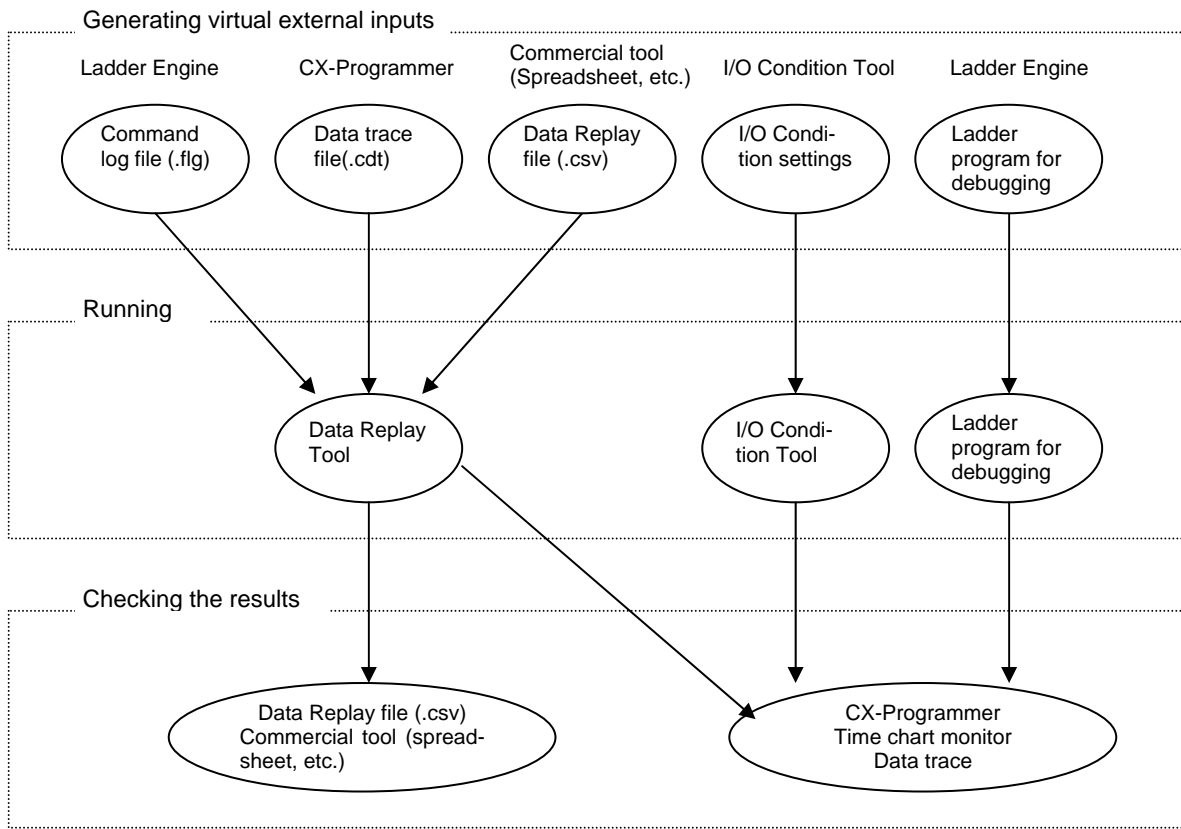 Generating virtual external inputs
Ladder Engine
CX-Programmer
Commercial tool
(Spreadsheet, etc.)
I/O Condition Tool
Ladder Engine
Command
log file (.flg)
Data trace
file(.cdt)
Data Replay
file (.csv)
I/O Condi-
tion settings
Ladder
program for
debugging
Running
Data Replay
Tool
I/O Condi-
tion Tool
Ladder
program for
debugging
Checking the results
Data Replay file (.csv)
Commercial tool (spread-
sheet, etc.)
CX-Programmer
Time chart monitor
Data trace